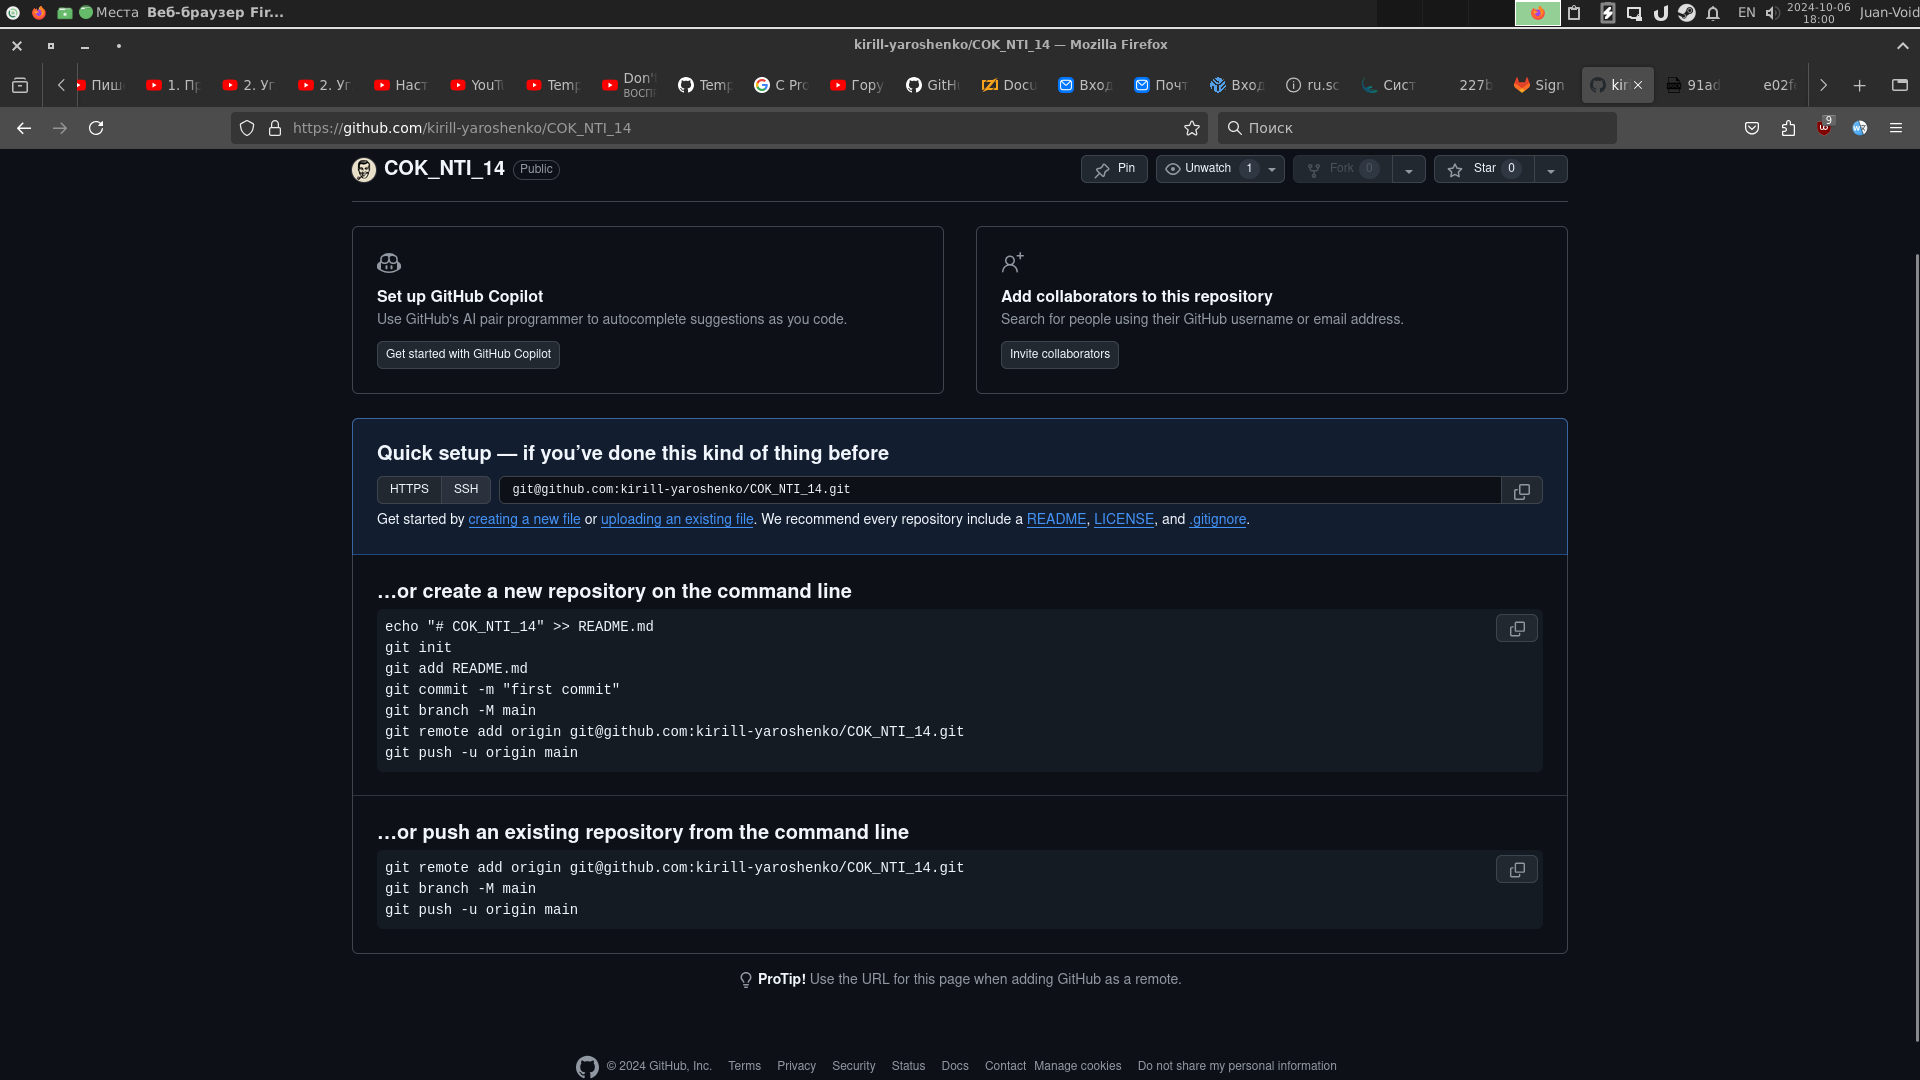 Места Веб-браузер Fir... EN 2024-10-06 18:00 Juan-Void
kirill-yaroshenko/COK_NTI_14 — Mozilla Firefox
Пиш 1. Пр 2. Уг 2. Уг Наст YouTu Temp Don't ВОСПР Temp C Pro Гору GitHu Docu Вход Почт Вход ru.sc Сист 227b Sign kiri 91ad e02fe
https://github.com/kirill-yaroshenko/COK_NTI_14 Поиск 9
COK_NTI_14 Public Pin Unwatch 1 Fork 0 Star 0
Set up GitHub Copilot
Use GitHub's AI pair programmer to autocomplete suggestions as you code.
Get started with GitHub Copilot
Add collaborators to this repository
Search for people using their GitHub username or email address.
Invite collaborators
Quick setup — if you’ve done this kind of thing before
HTTPS SSH git@github.com:kirill-yaroshenko/COK_NTI_14.git
Get started by creating a new file or uploading an existing file. We recommend every repository include a README, LICENSE, and .gitignore.
…or create a new repository on the command line
echo "# COK_NTI_14" >> README.md
git init
git add README.md
git commit -m "first commit"
git branch -M main
git remote add origin git@github.com:kirill-yaroshenko/COK_NTI_14.git
git push -u origin main
…or push an existing repository from the command line
git remote add origin git@github.com:kirill-yaroshenko/COK_NTI_14.git
git branch -M main
git push -u origin main
ProTip! Use the URL for this page when adding GitHub as a remote.
© 2024 GitHub, Inc. Terms Privacy Security Status Docs Contact Manage cookies Do not share my personal information